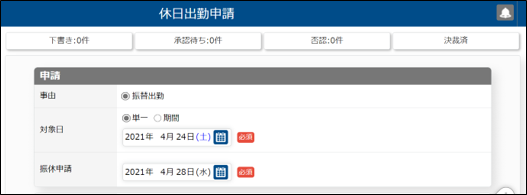 休日出勤申請
下書き:0件 承認待ち:0件 否認:0件 決裁済
申請
事由 振替出勤
対象日 単一 期間
2021年 4月 24日(土) 必須
振休申請 2021年 4月 28日(水) 必須